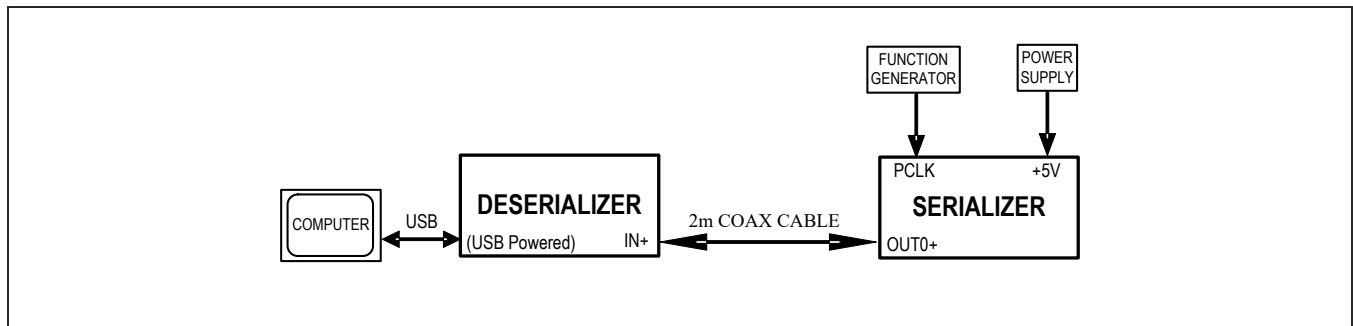 FUNCTION
GENERATOR
POWER
SUPPLY
PCLK +5V
SERIALIZER
OUT0+
DESERIALIZER
(USB Powered) IN+
2m COAX CABLE
COMPUTER
USB